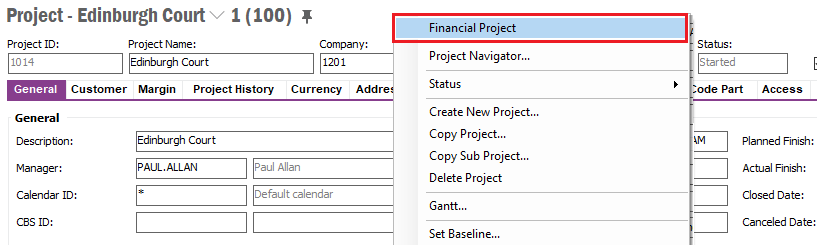 Project - Edinburgh Court 1 (100)
Financial Project
Project ID: Project Name: Company: Status:
1014 Edinburgh Court 1201 Started
Project Navigator...
Status
General Customer Margin Project History Currency Addres Code Part Access
Create New Project...
General
Copy Project...
Description: Edinburgh Court AM Planned Finish:
Copy Sub Project...
Manager: PAUL.ALLAN Paul Allan Actual Finish:
Delete Project
Calendar ID: * Default calendar Closed Date:
Gantt...
CBS ID: Canceled Date:
Set Baseline...